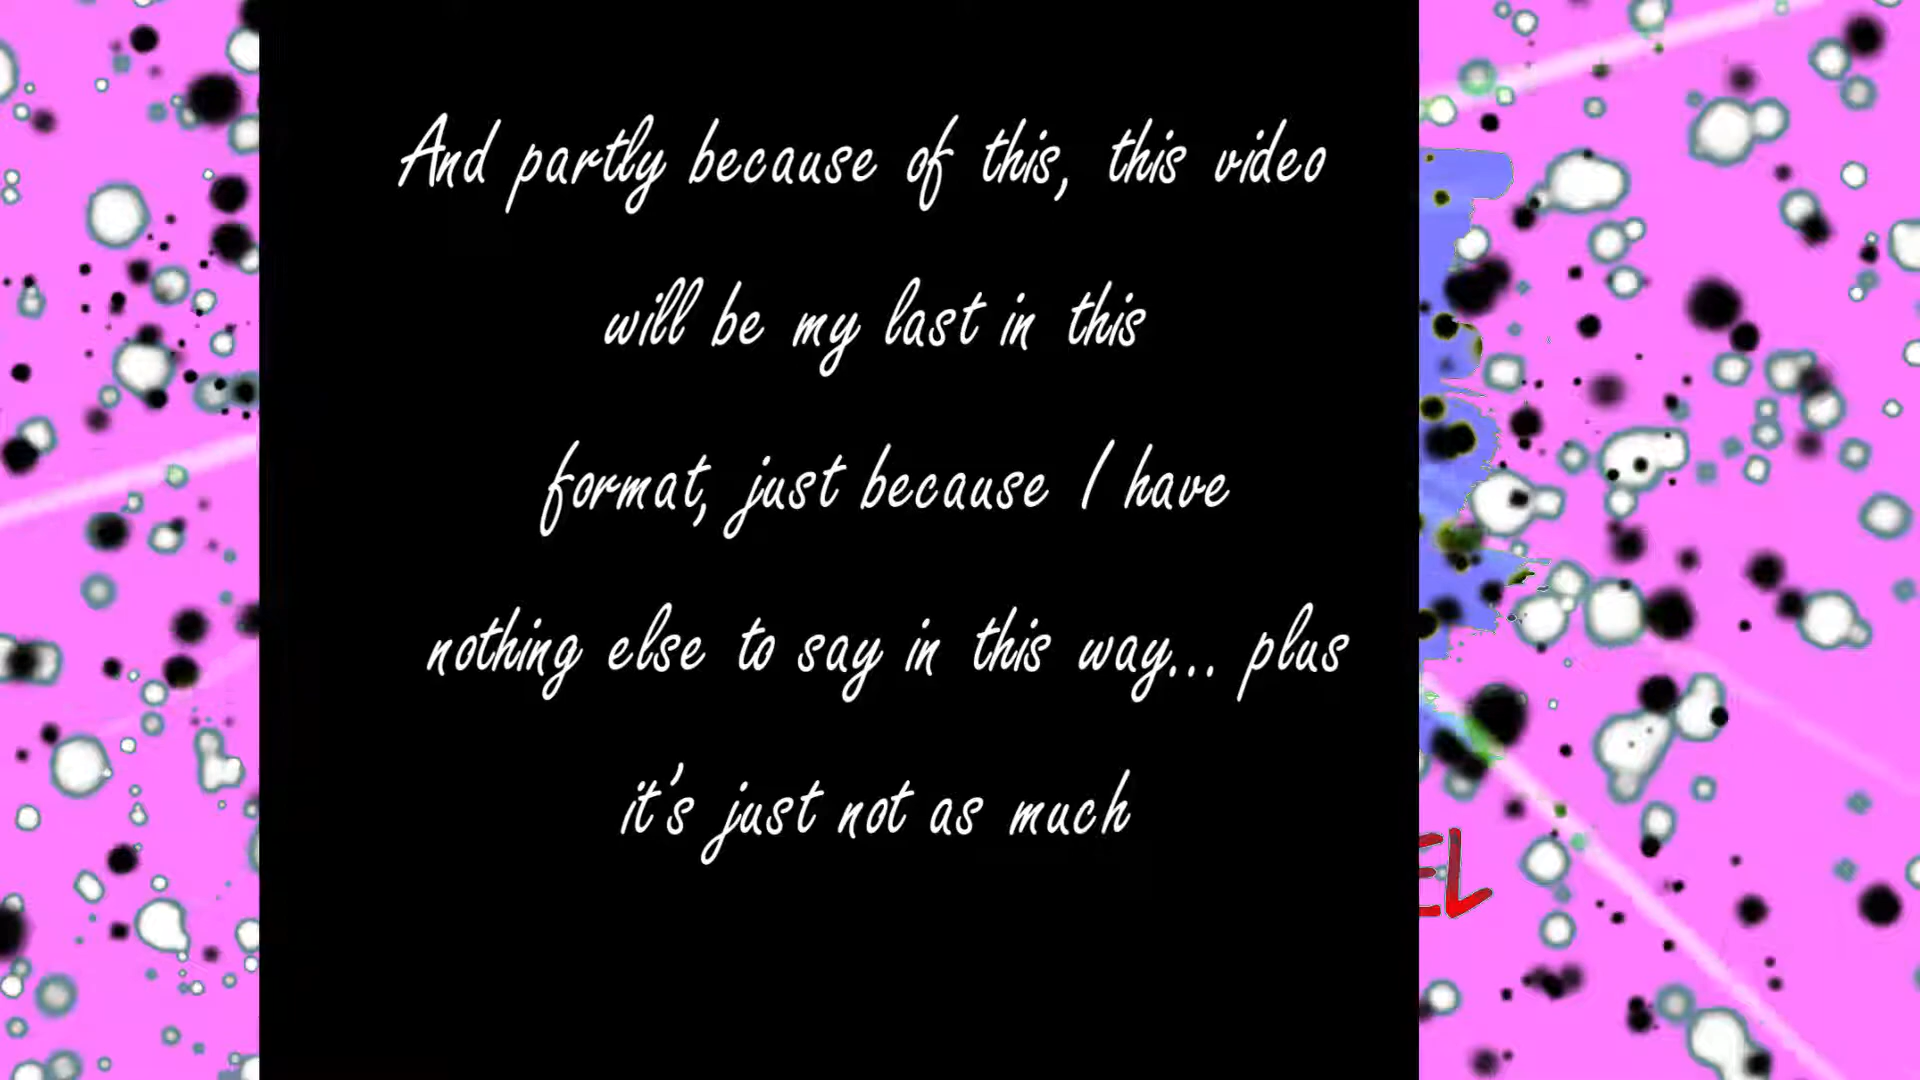 And partly because of this, this video
will be my last in this
format, just because I have
nothing else to say in this way... plus
it's just not as much
EL